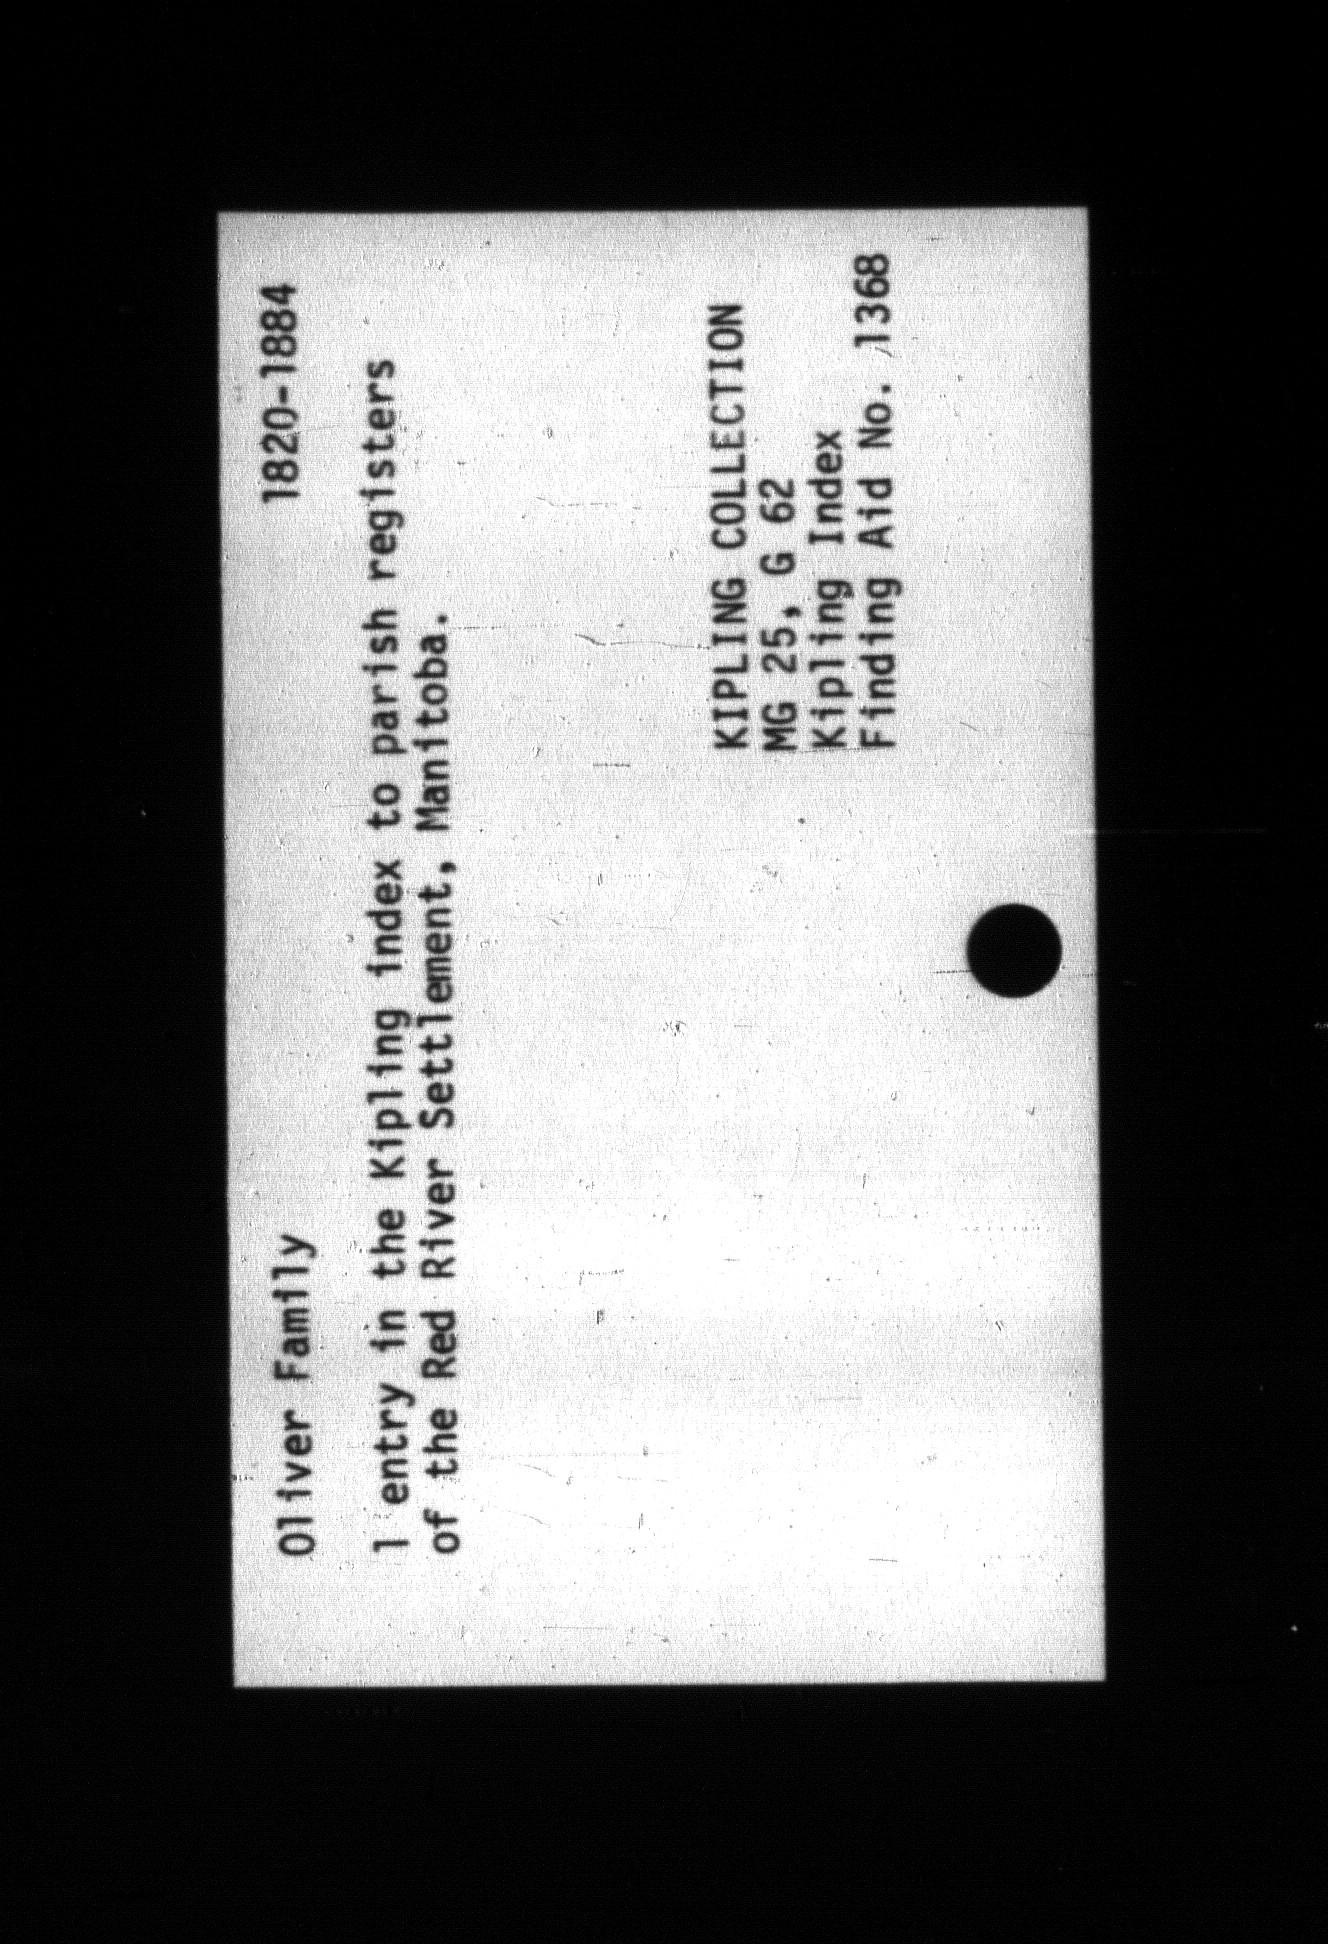 Oliver Family 1820-1884
1 entry in the Kipling index to parish registers
of the Red River Settlement, Manitoba.
KIPLING COLLECTION
MG 25, G 62
Kipling Index
Finding Aid No. 1368